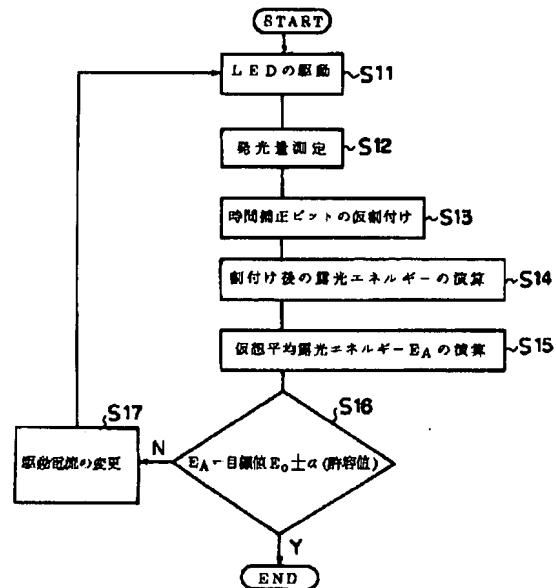 START
LEDの駆動
S11
発光量測定
S12
時間補正ビットの仮割付け
S13
割付け後の露光エネルギーの演算
S14
仮想平均露光エネルギーEAの演算
S15
S16
S17
駆動電流の変更
N
EA＝目標値E0±α(許容値)
Y
END